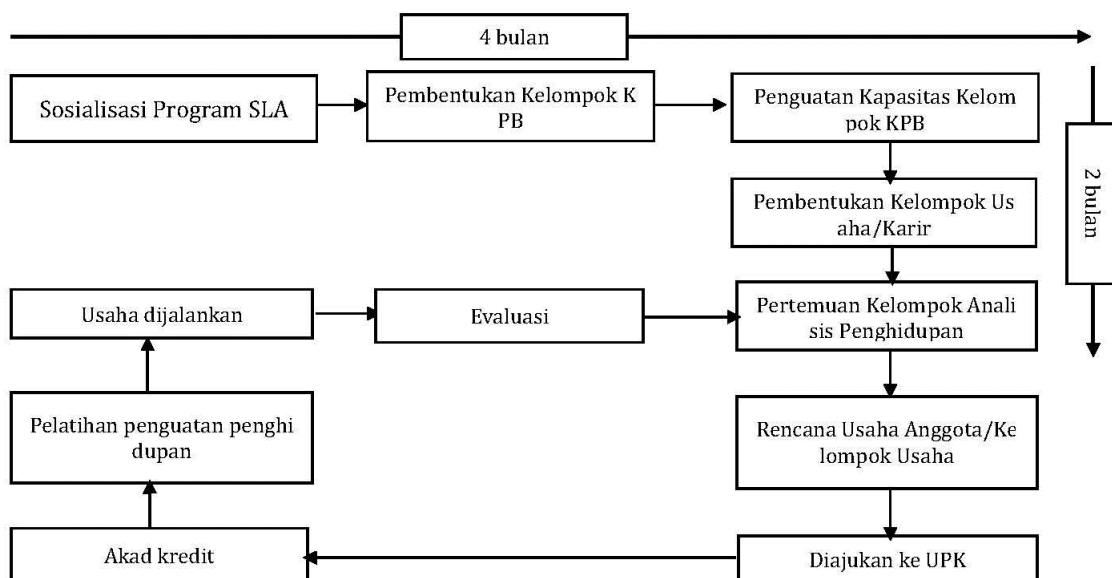 4 bulan
Sosialisasi Program SLA
Pembentukan Kelompok K
PB
Penguatan Kapasitas Kelom
pok KPB
2 bulan
Pembentukan Kelompok Us
aha/Karir
Usaha dijalankan
Evaluasi
Pertemuan Kelompok Anali
sis Penghidupan
Pelatihan penguatan penghi
dupan
Rencana Usaha Anggota/Ke
lompok Usaha
Akad kredit
Diajukan ke UPK